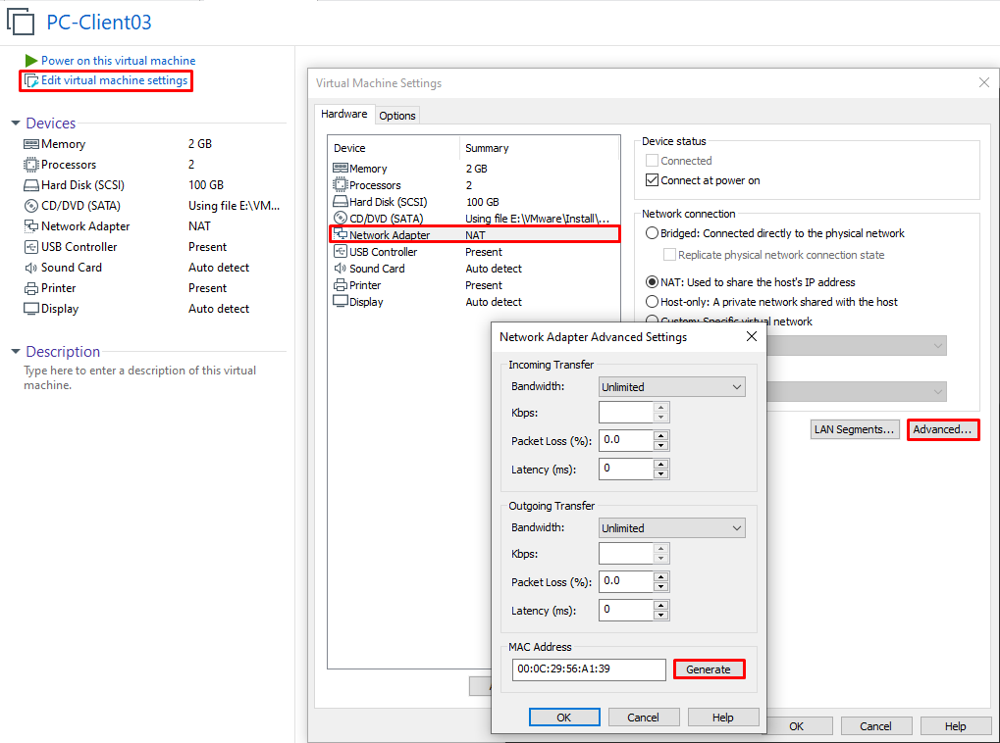 PC-Client03
Power on this virtual machine
Edit virtual machine settings
Devices
Memory 2 GB
Processors 2
Hard Disk (SCSI) 100 GB
CD/DVD (SATA) Using file E:\VM...
Network Adapter NAT
USB Controller Present
Sound Card Auto detect
Printer Present
Display Auto detect
Description
Type here to enter a description of this virtual
machine.
Virtual Machine Settings
Hardware Options
Device Summary
Memory 2 GB
Processors 2
Hard Disk (SCSI) 100 GB
CD/DVD (SATA) Using file E:\VMware\Install\...
Network Adapter NAT
USB Controller Present
Sound Card Auto detect
Printer Present
Display Auto detect
Device status
Connected
Connect at power on
Network connection
Bridged: Connected directly to the physical network
Replicate physical network connection state
NAT: Used to share the host's IP address
Host-only: A private network shared with the host
Custom: Specific virtual network
LAN Segments... Advanced...
Network Adapter Advanced Settings
Incoming Transfer
Bandwidth: Unlimited
Kbps:
Packet Loss (%): 0.0
Latency (ms): 0
Outgoing Transfer
Bandwidth: Unlimited
Kbps:
Packet Loss (%): 0.0
Latency (ms): 0
MAC Address
00:0C:29:56:A1:39 Generate
OK Cancel Help
OK Cancel Help